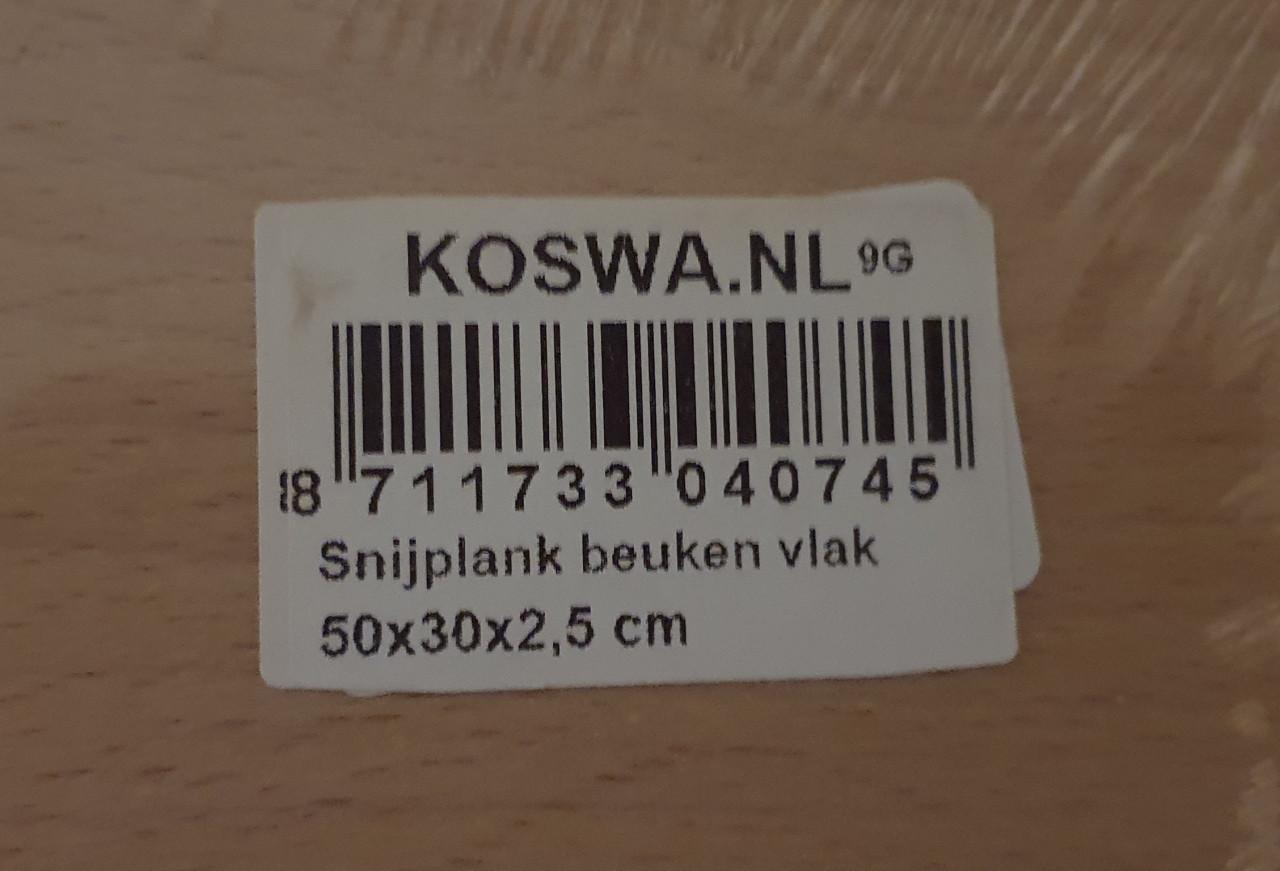 KOSWA.NL 9G
8 711733 040745
Snijplank beuken vlak
50x30x2,5 cm